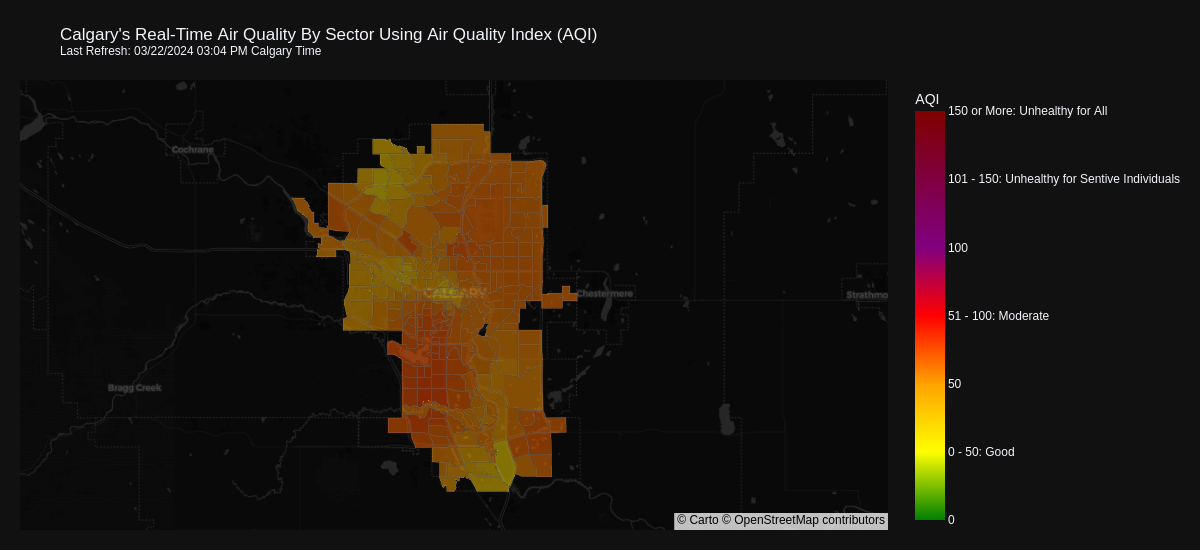 Calgary's Real-Time Air Quality By Sector Using Air Quality Index (AQI)
Last Refresh: 03/22/2024 03:04 PM Calgary Time
AQI
150 or More: Unhealthy for All
Cochrane
101 - 150: Unhealthy for Sentive Individuals
100
CALGARY
Chestermere
Strathmo
51 - 100: Moderate
50
Bragg Creek
0 - 50: Good
© Carto © OpenStreetMap contributors
0